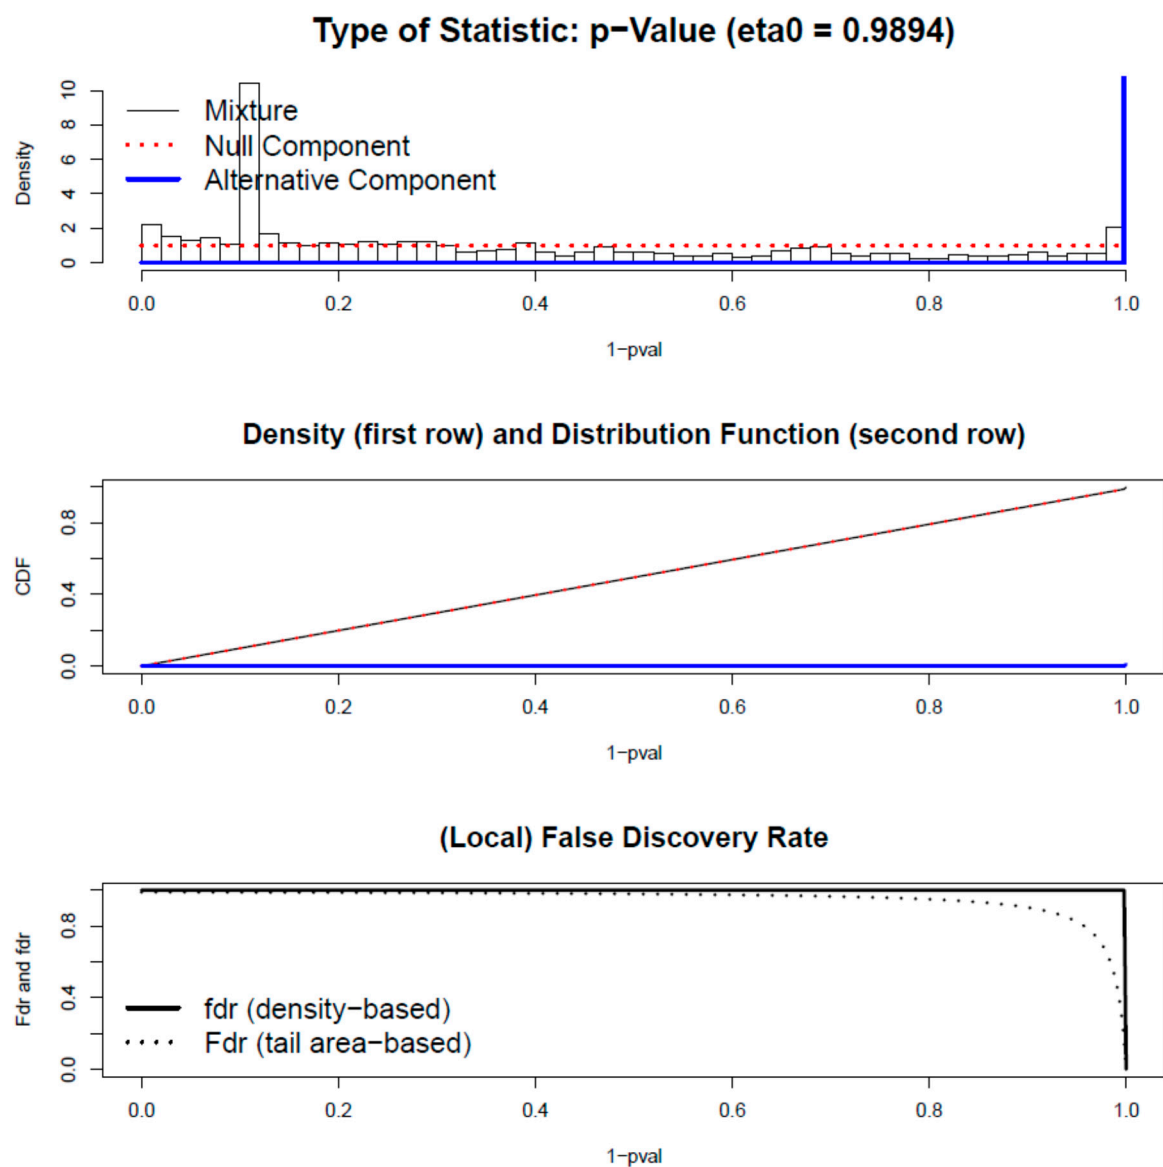 Type of Statistic: p−Value (eta0 = 0.9894)
Density
10
8
6
4
2
0
Mixture
Null Component
Alternative Component
0.0 0.2 0.4 0.6 0.8 1.0
1−pval
Density (first row) and Distribution Function (second row)
CDF
0.8
0.4
0.0
0.0 0.2 0.4 0.6 0.8 1.0
1−pval
(Local) False Discovery Rate
Fdr and fdr
0.8
0.4
0.0
fdr (density−based)
Fdr (tail area−based)
0.0 0.2 0.4 0.6 0.8 1.0
1−pval